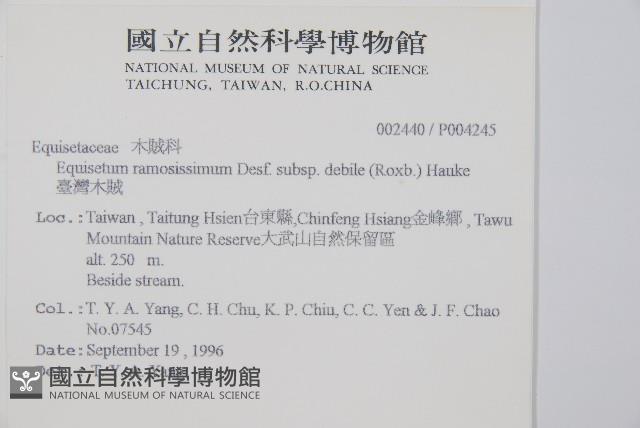 國立自然科學博物館
NATIONAL MUSEUM OF NATURAL SCIENCE
TAICHUNG, TAIWAN, R.O.CHINA
002440 / P004245
Equisetaceae 木賊科
Equisetum ramosissimum Desf. subsp. debile (Roxb.) Hauke
臺灣木賊
Loc.:Taiwan , Taitung Hsien台東縣,Chinfeng Hsiang金峰鄉 , Tawu
Mountain Nature Reserve大武山自然保留區
alt. 250 m.
Beside stream.
Col.:T. Y. A. Yang, C. H. Chu, K. P. Chiu, C. C. Yen & J. F. Chao
No.07545
Date:September 19 , 1996
國立自然科學博物館
NATIONAL MUSEUM OF NATURAL SCIENCE